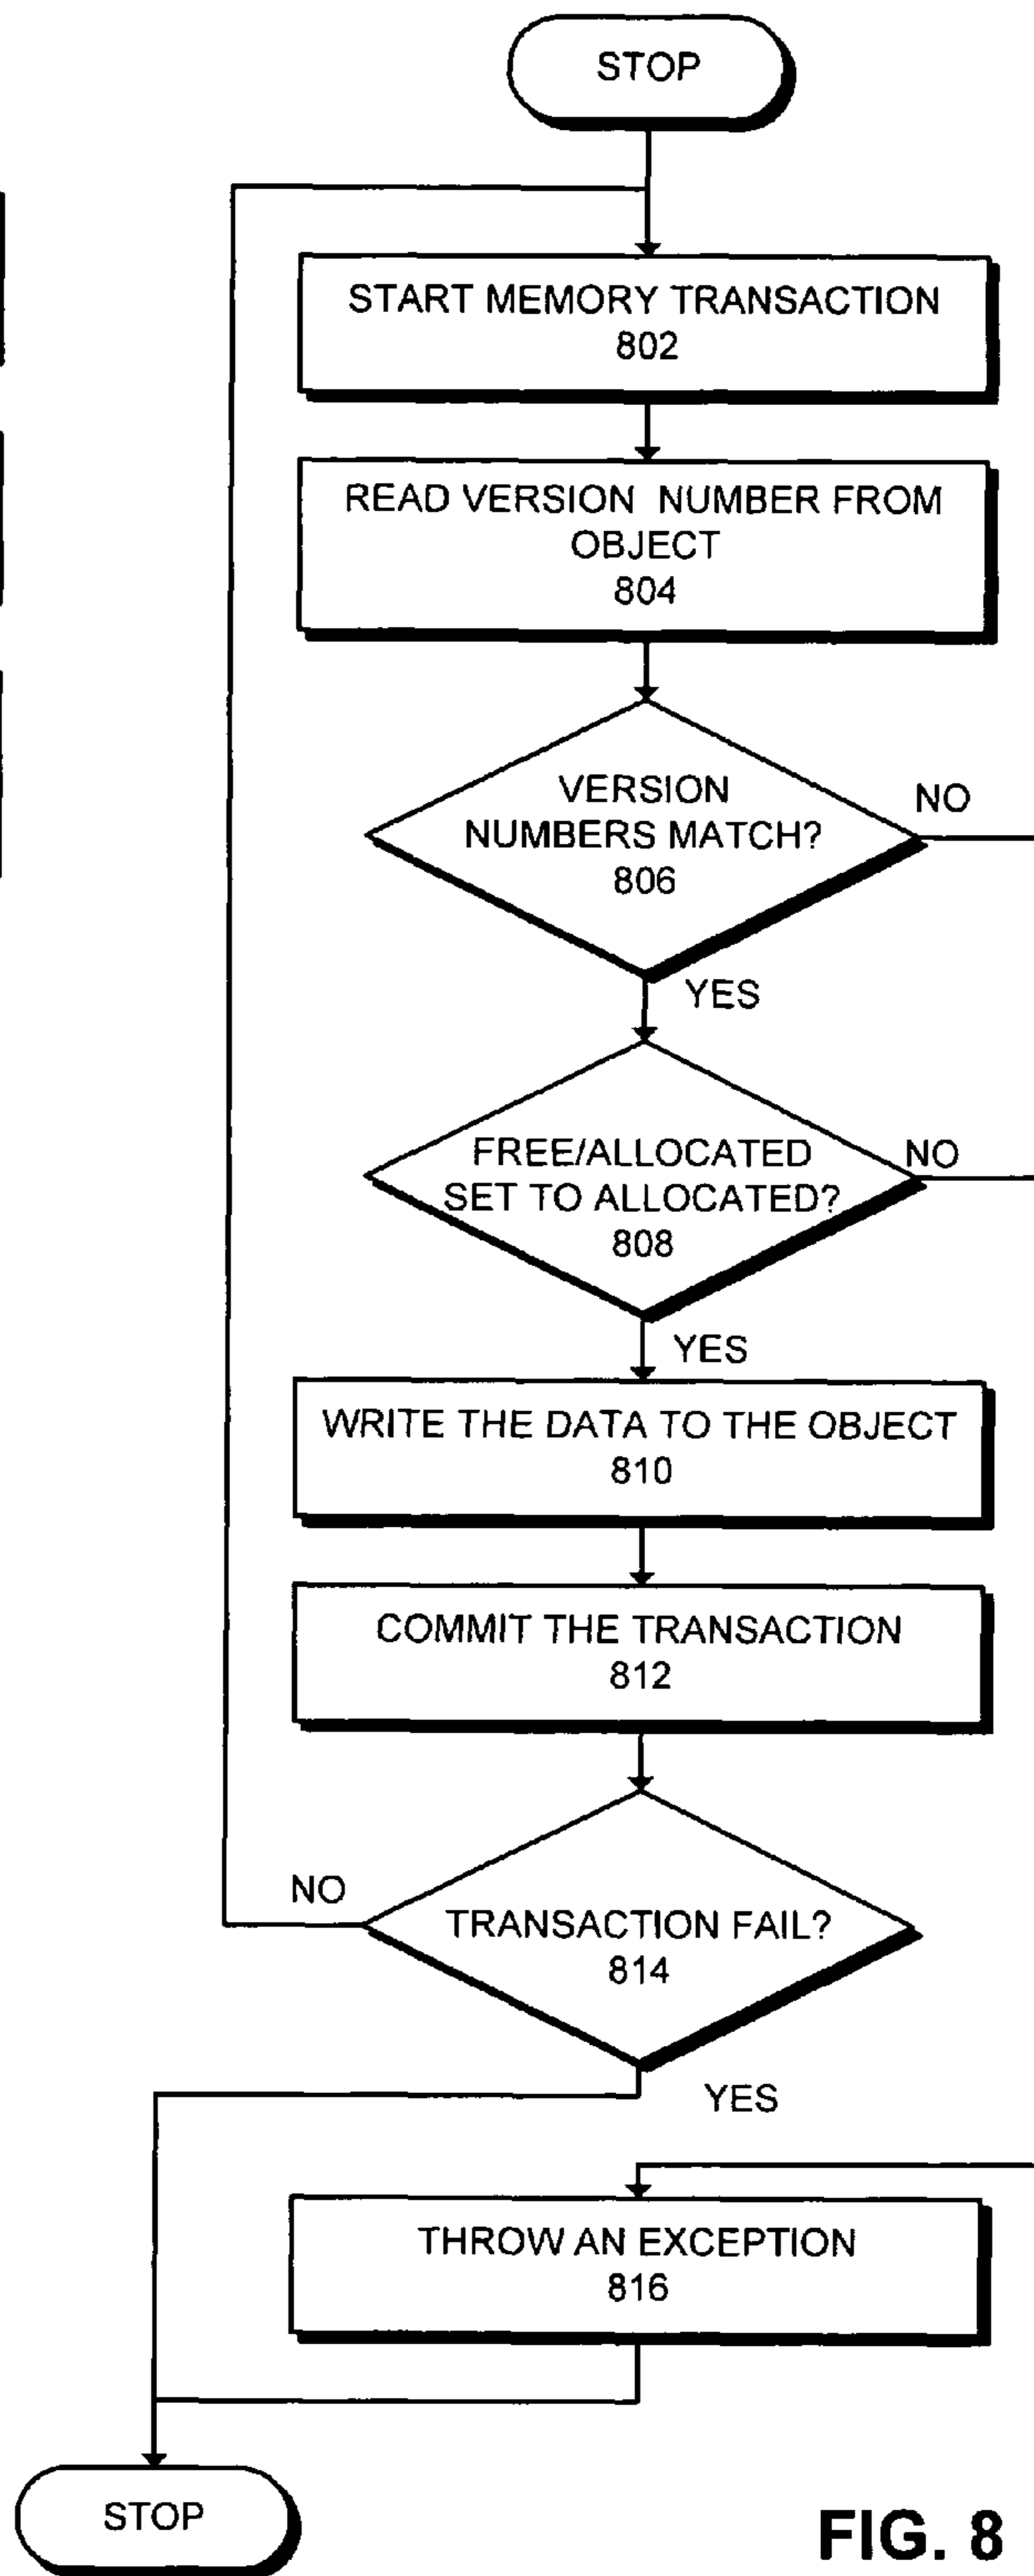 STOP
START MEMORY TRANSACTION
802
READ VERSION NUMBER FROM
OBJECT
804
VERSION
NUMBERS MATCH?
806
NO
YES
FREE/ALLOCATED
SET TO ALLOCATED?
808
NO
YES
WRITE THE DATA TO THE OBJECT
810
COMMIT THE TRANSACTION
812
NO
TRANSACTION FAIL?
814
YES
THROW AN EXCEPTION
816
STOP
FIG. 8